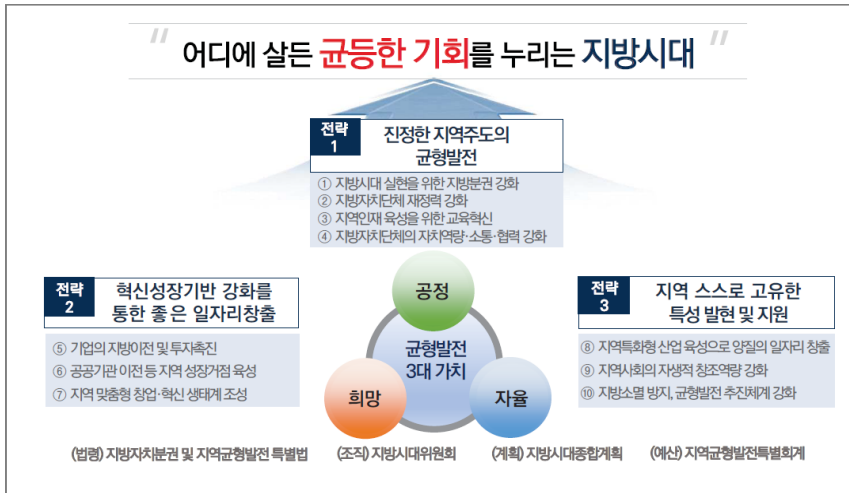 " 어디에 살든 균등한 기회를 누리는 지방시대 "
전략
1
진정한 지역주도의
균형발전
① 지방시대 실현을 위한 지방분권 강화
② 지방자치단체 재정력 강화
③ 지역인재 육성을 위한 교육혁신
④ 지방자치단체의 자치역량·소통·협력 강화
전략
2
혁신성장기반 강화를
통한 좋은 일자리창출
⑤ 기업의 지방이전 및 투자촉진
⑥ 공공기관 이전 등 지역 성장거점 육성
⑦ 지역 맞춤형 창업·혁신 생태계 조성
공정
균형발전
3대 가치
희망
자율
전략
3
지역 스스로 고유한
특성 발현 및 지원
⑧ 지역특화형 산업 육성으로 양질의 일자리 창출
⑨ 지역사회의 자생적 창조역량 강화
⑩ 지방소멸 방지, 균형발전 추진체계 강화
(법령) 지방자치분권 및 지역균형발전 특별법 (조직) 지방시대위원회 (계획) 지방시대종합계획 (예산) 지역균형발전특별회계